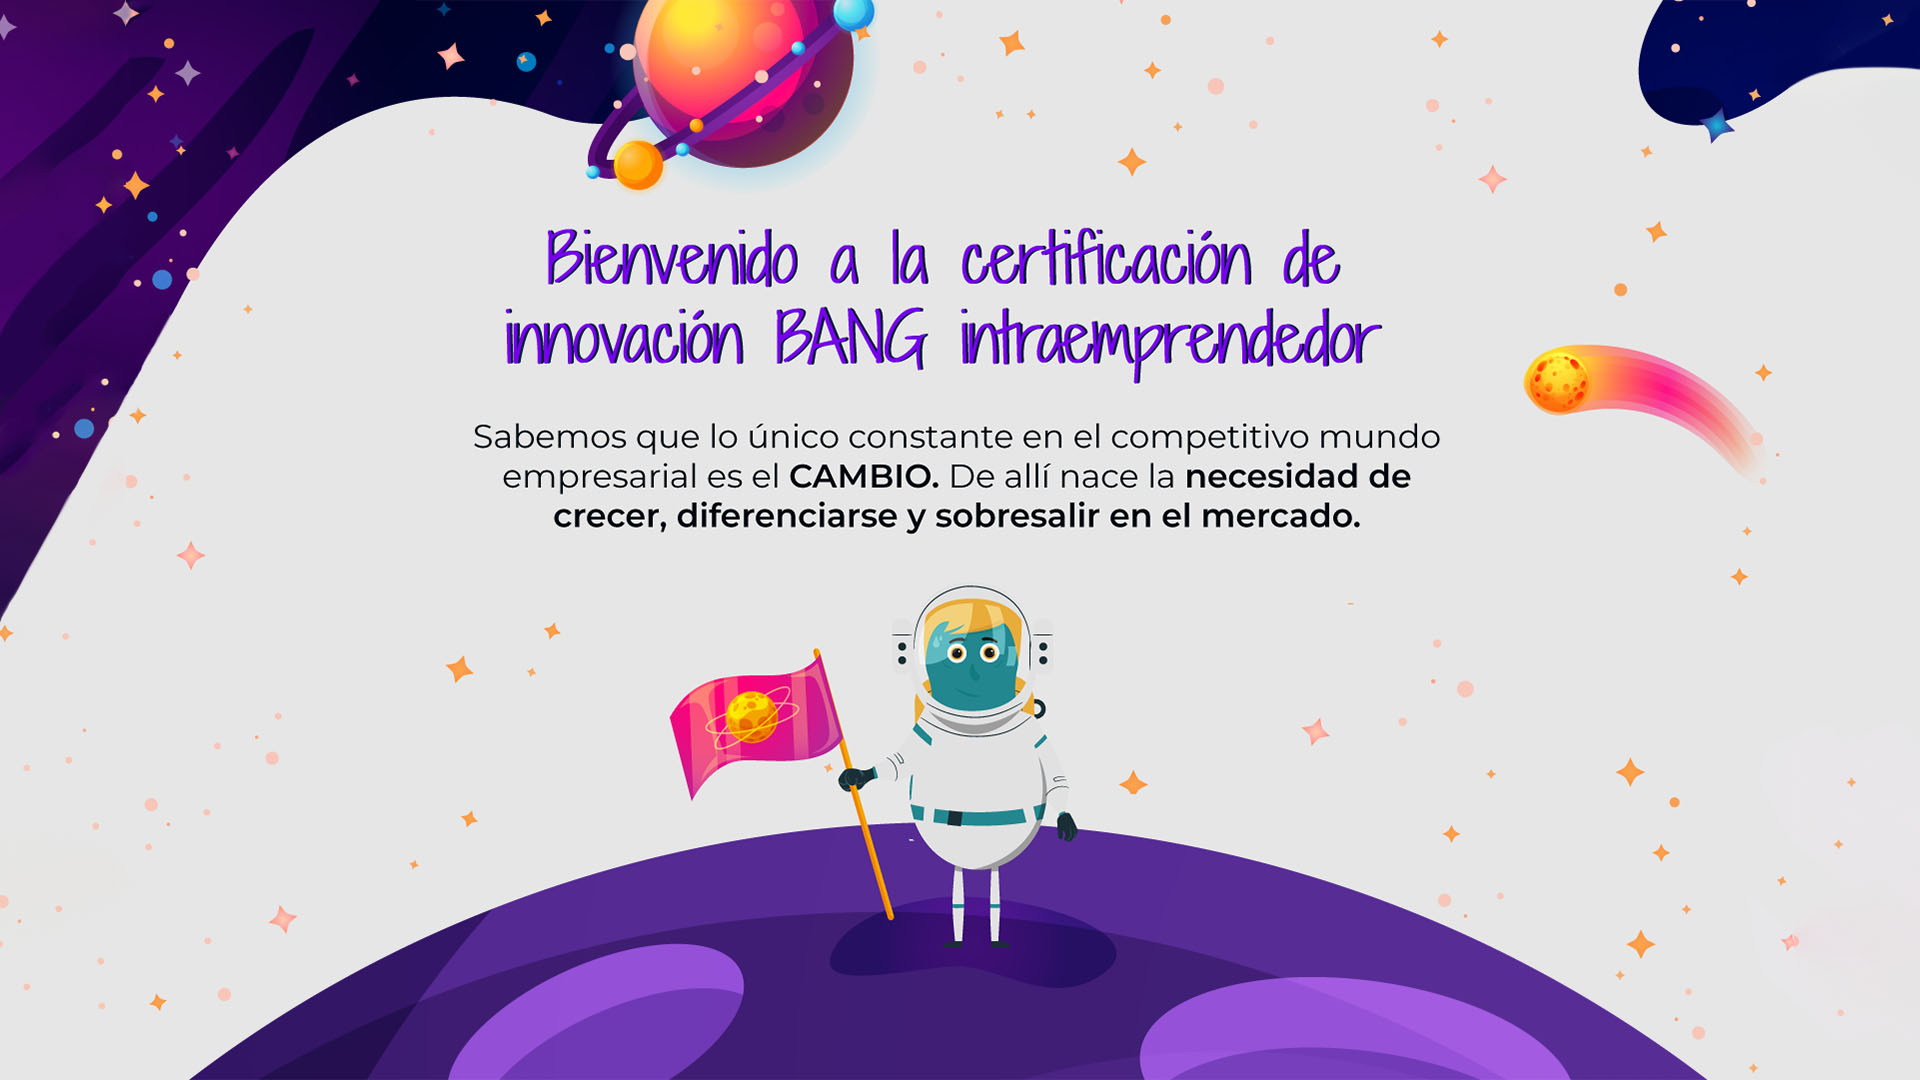 Bienvenido a la certificación de
innovación BANG intraemprendedor
Sabemos que lo único constante en el competitivo mundo
empresarial es el CAMBIO. De allí nace la necesidad de
crecer, diferenciarse y sobresalir en el mercado.